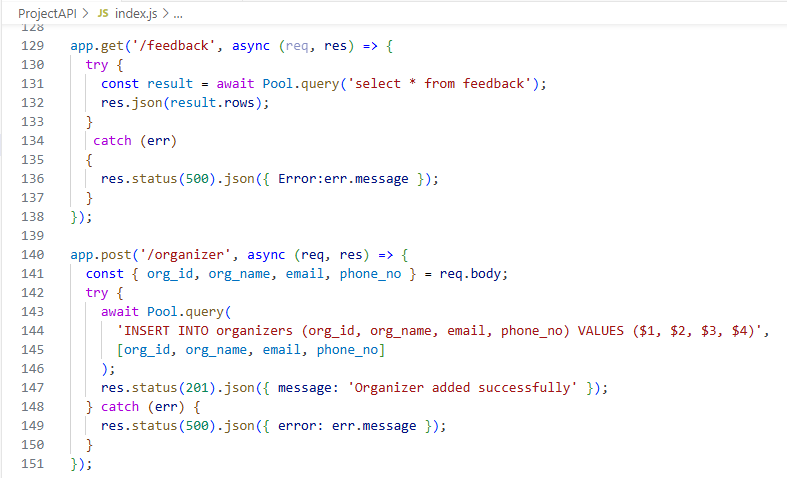 ProjectAPI > JS index.js > ...
128
129 app.get('/feedback', async (req, res) => {
130   try {
131     const result = await Pool.query('select * from feedback');
132     res.json(result.rows);
133   }
134    catch (err)
135   {
136     res.status(500).json({ Error:err.message });
137   }
138 });
139
140 app.post('/organizer', async (req, res) => {
141   const { org_id, org_name, email, phone_no } = req.body;
142   try {
143     await Pool.query(
144       'INSERT INTO organizers (org_id, org_name, email, phone_no) VALUES ($1, $2, $3, $4)',
145       [org_id, org_name, email, phone_no]
146     );
147     res.status(201).json({ message: 'Organizer added successfully' });
148   } catch (err) {
149     res.status(500).json({ error: err.message });
150   }
151 });